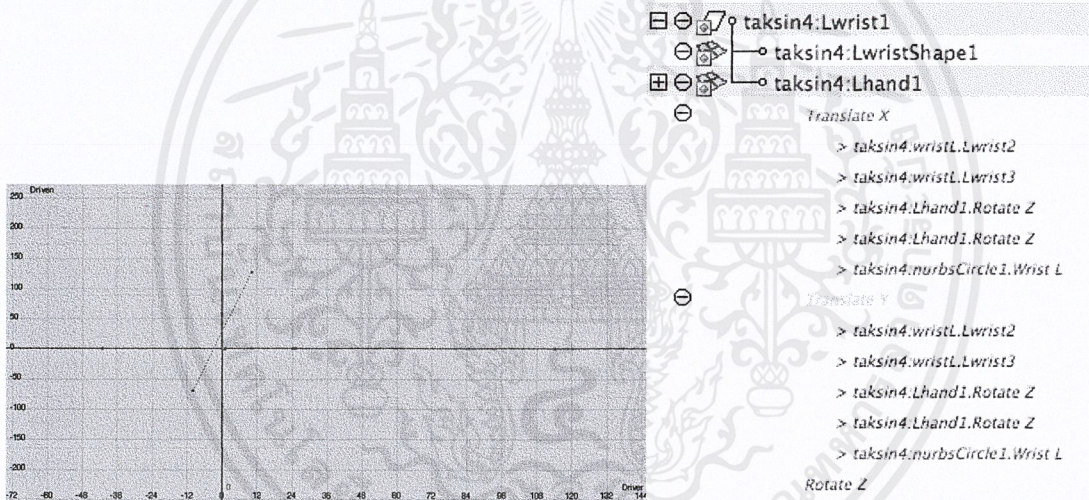 taksin4:Lwrist1
taksin4:LwristShape1
taksin4:Lhand1
Translate X
> taksin4:wristL.Lwrist2
> taksin4:wristL.Lwrist3
> taksin4:Lhand1.Rotate Z
> taksin4:Lhand1.Rotate Z
> taksin4:nurbsCircle1.Wrist L
Translate Y
> taksin4:wristL.Lwrist2
> taksin4:wristL.Lwrist3
> taksin4:Lhand1.Rotate Z
> taksin4:Lhand1.Rotate Z
> taksin4:nurbsCircle1.Wrist L
Rotate Z
Driven
250
200
150
100
50
0
-50
-100
-150
-200
0
Driver
-72 -60 -48 -36 -24 -12 12 24 36 48 60 72 84 96 108 120 132 144